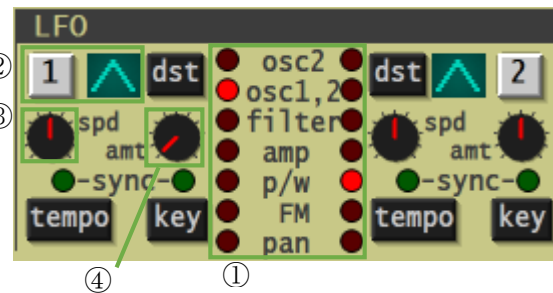 LFO
② 1 dst osc2 dst 2
osc1,2
③ spd filter spd
amt amp amt
-sync- p/w -sync-
tempo key FM tempo key
pan
④ ①